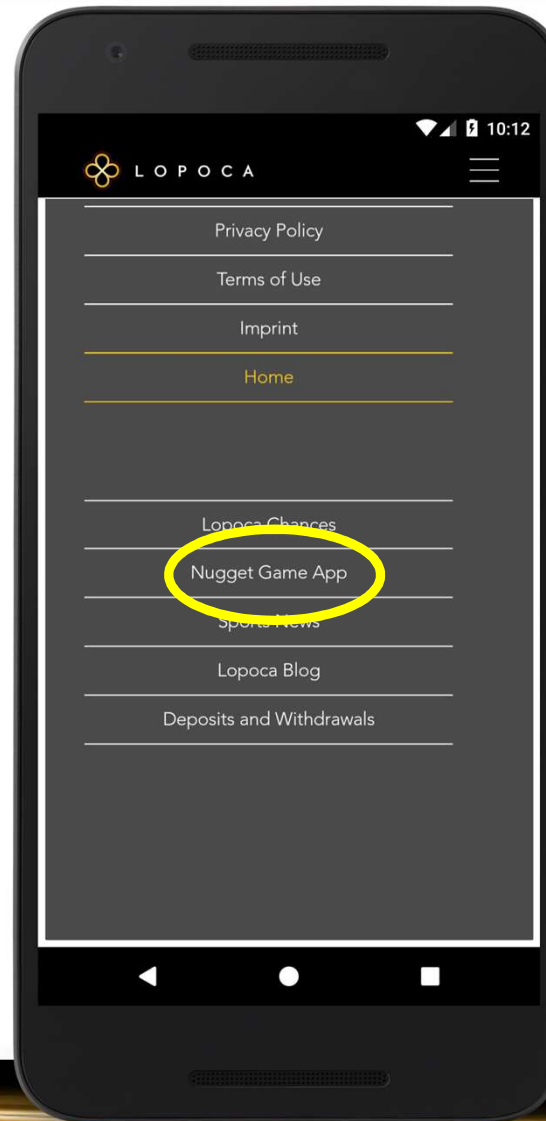 10:12
LOPOCA
Privacy Policy
Terms of Use
Imprint
Home
Lopoca Chances
Nugget Game App
Sports News
Lopoca Blog
Deposits and Withdrawals